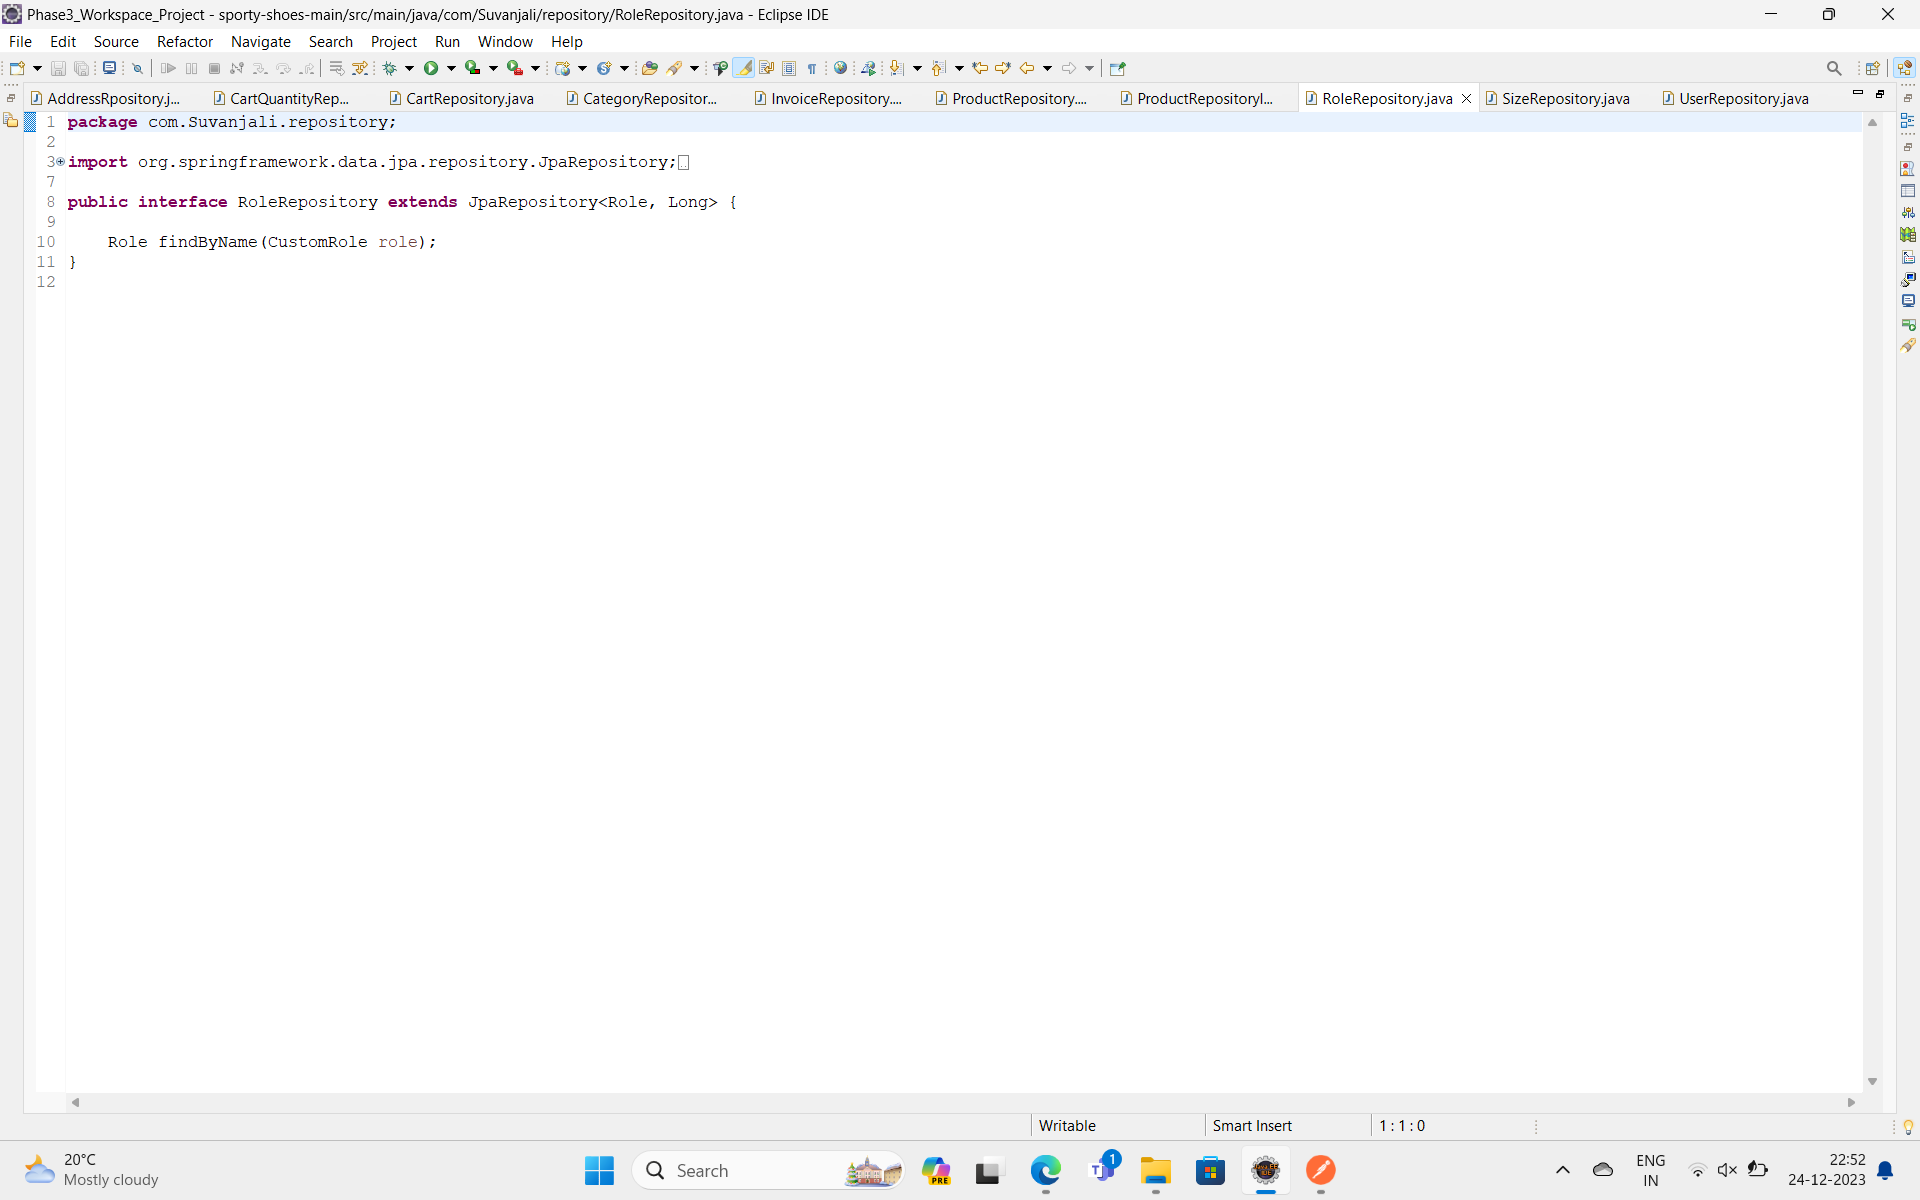 Phase3_Workspace_Project - sporty-shoes-main/src/main/java/com/Suvanjali/repository/RoleRepository.java - Eclipse IDE
File Edit Source Refactor Navigate Search Project Run Window Help
AddressRpository.j... CartQuantityRep... CartRepository.java CategoryRepositor... InvoiceRepository.... ProductRepository.... ProductRepositoryI... RoleRepository.java SizeRepository.java UserRepository.java
1 package com.Suvanjali.repository;
2
3 import org.springframework.data.jpa.repository.JpaRepository;
7
8 public interface RoleRepository extends JpaRepository<Role, Long> {
9
10 Role findByName(CustomRole role);
11 }
12
Writable Smart Insert 1 : 1 : 0
20°C
Mostly cloudy
Search
PRE
1
ENG
IN
22:52
24-12-2023